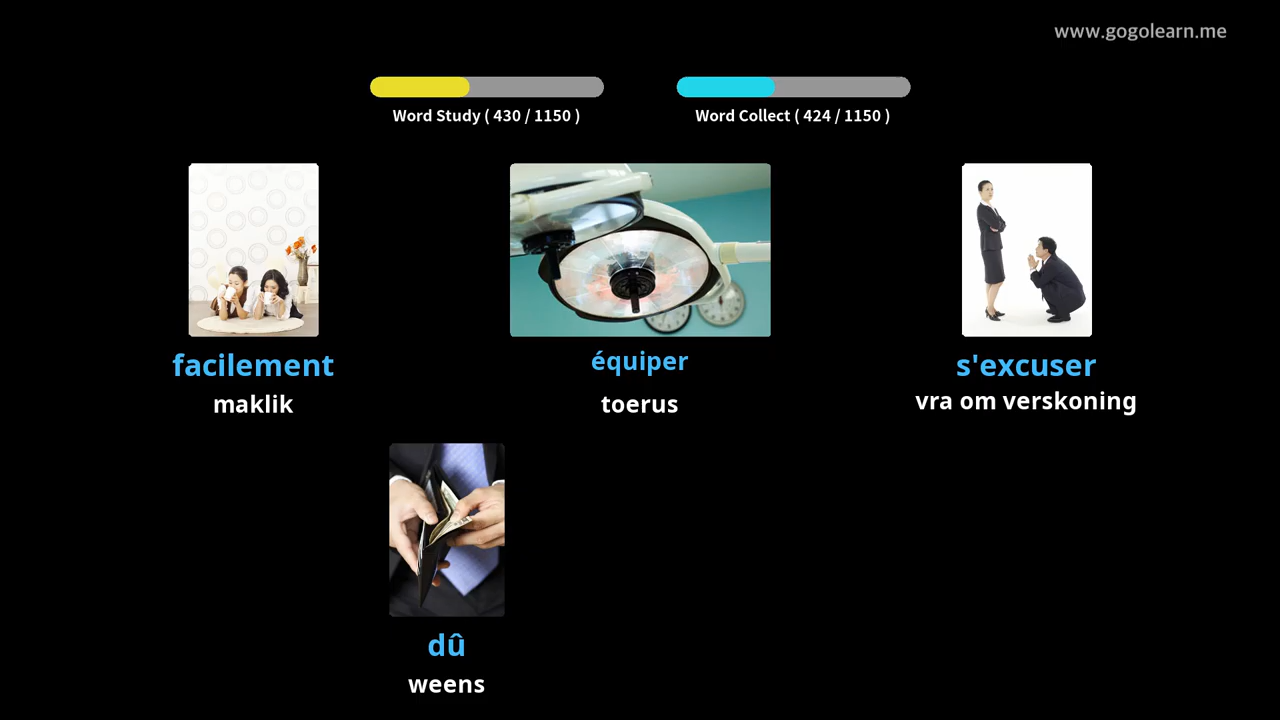 www.gogolearn.me
Word Study ( 430 / 1150 )
Word Collect ( 424 / 1150 )
facilement
maklik
équiper
toerus
s'excuser
vra om verskoning
dû
weens